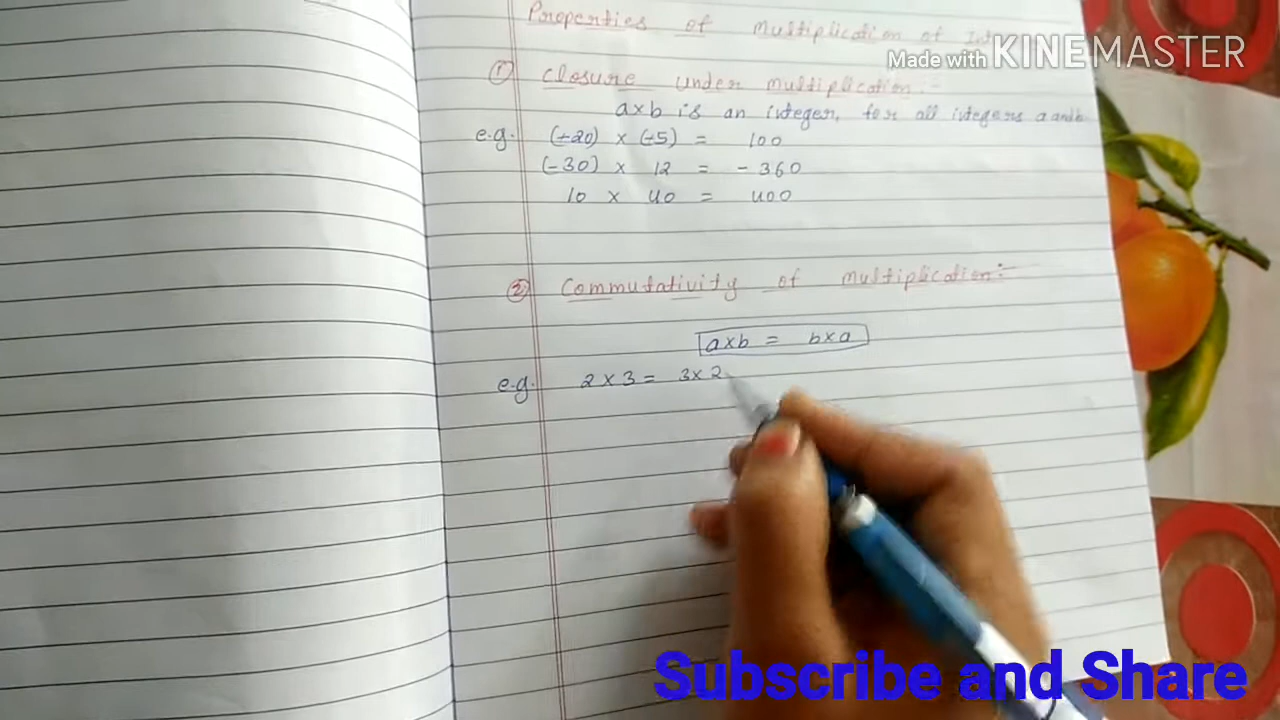 Properties of multiplication of
Made with KINEMASTER
① Closure under multiplication :-
a×b is an integer, for all integers a and b
e.g. (-20) × (-5) = 100
(-30) × 12 = - 360
10 × 40 = 400
② Commutativity of multiplication:-
a×b = b×a
e.g. 2 × 3 = 3 × 2
Subscribe and Share